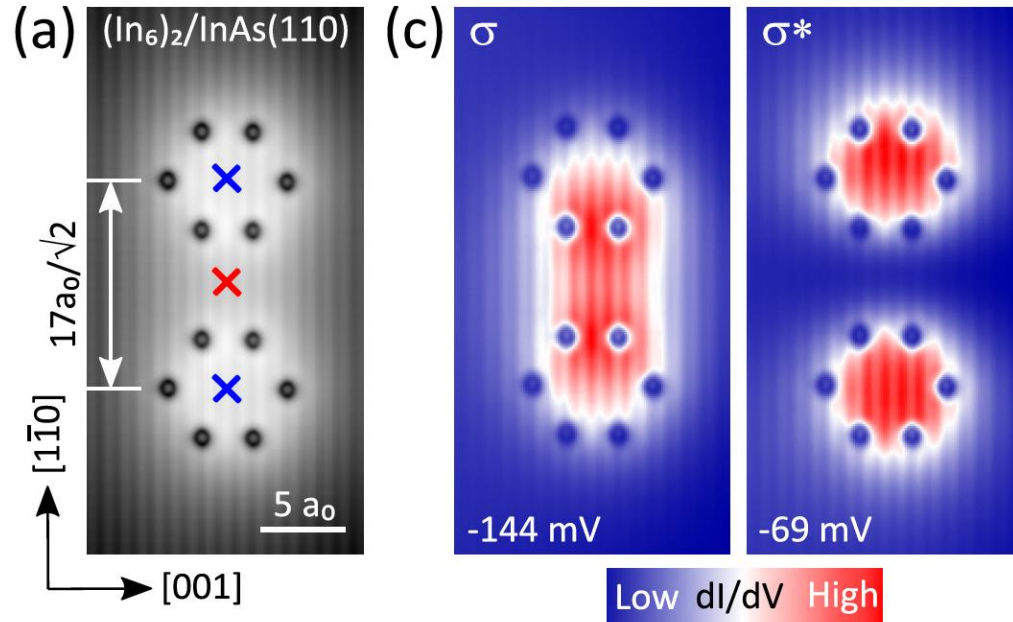 (a)
(In₆)₂/InAs(110)
17a₀/√2
5 a₀
[11̅0]
[001]
(c)
σ
-144 mV
σ*
-69 mV
Low dI/dV High